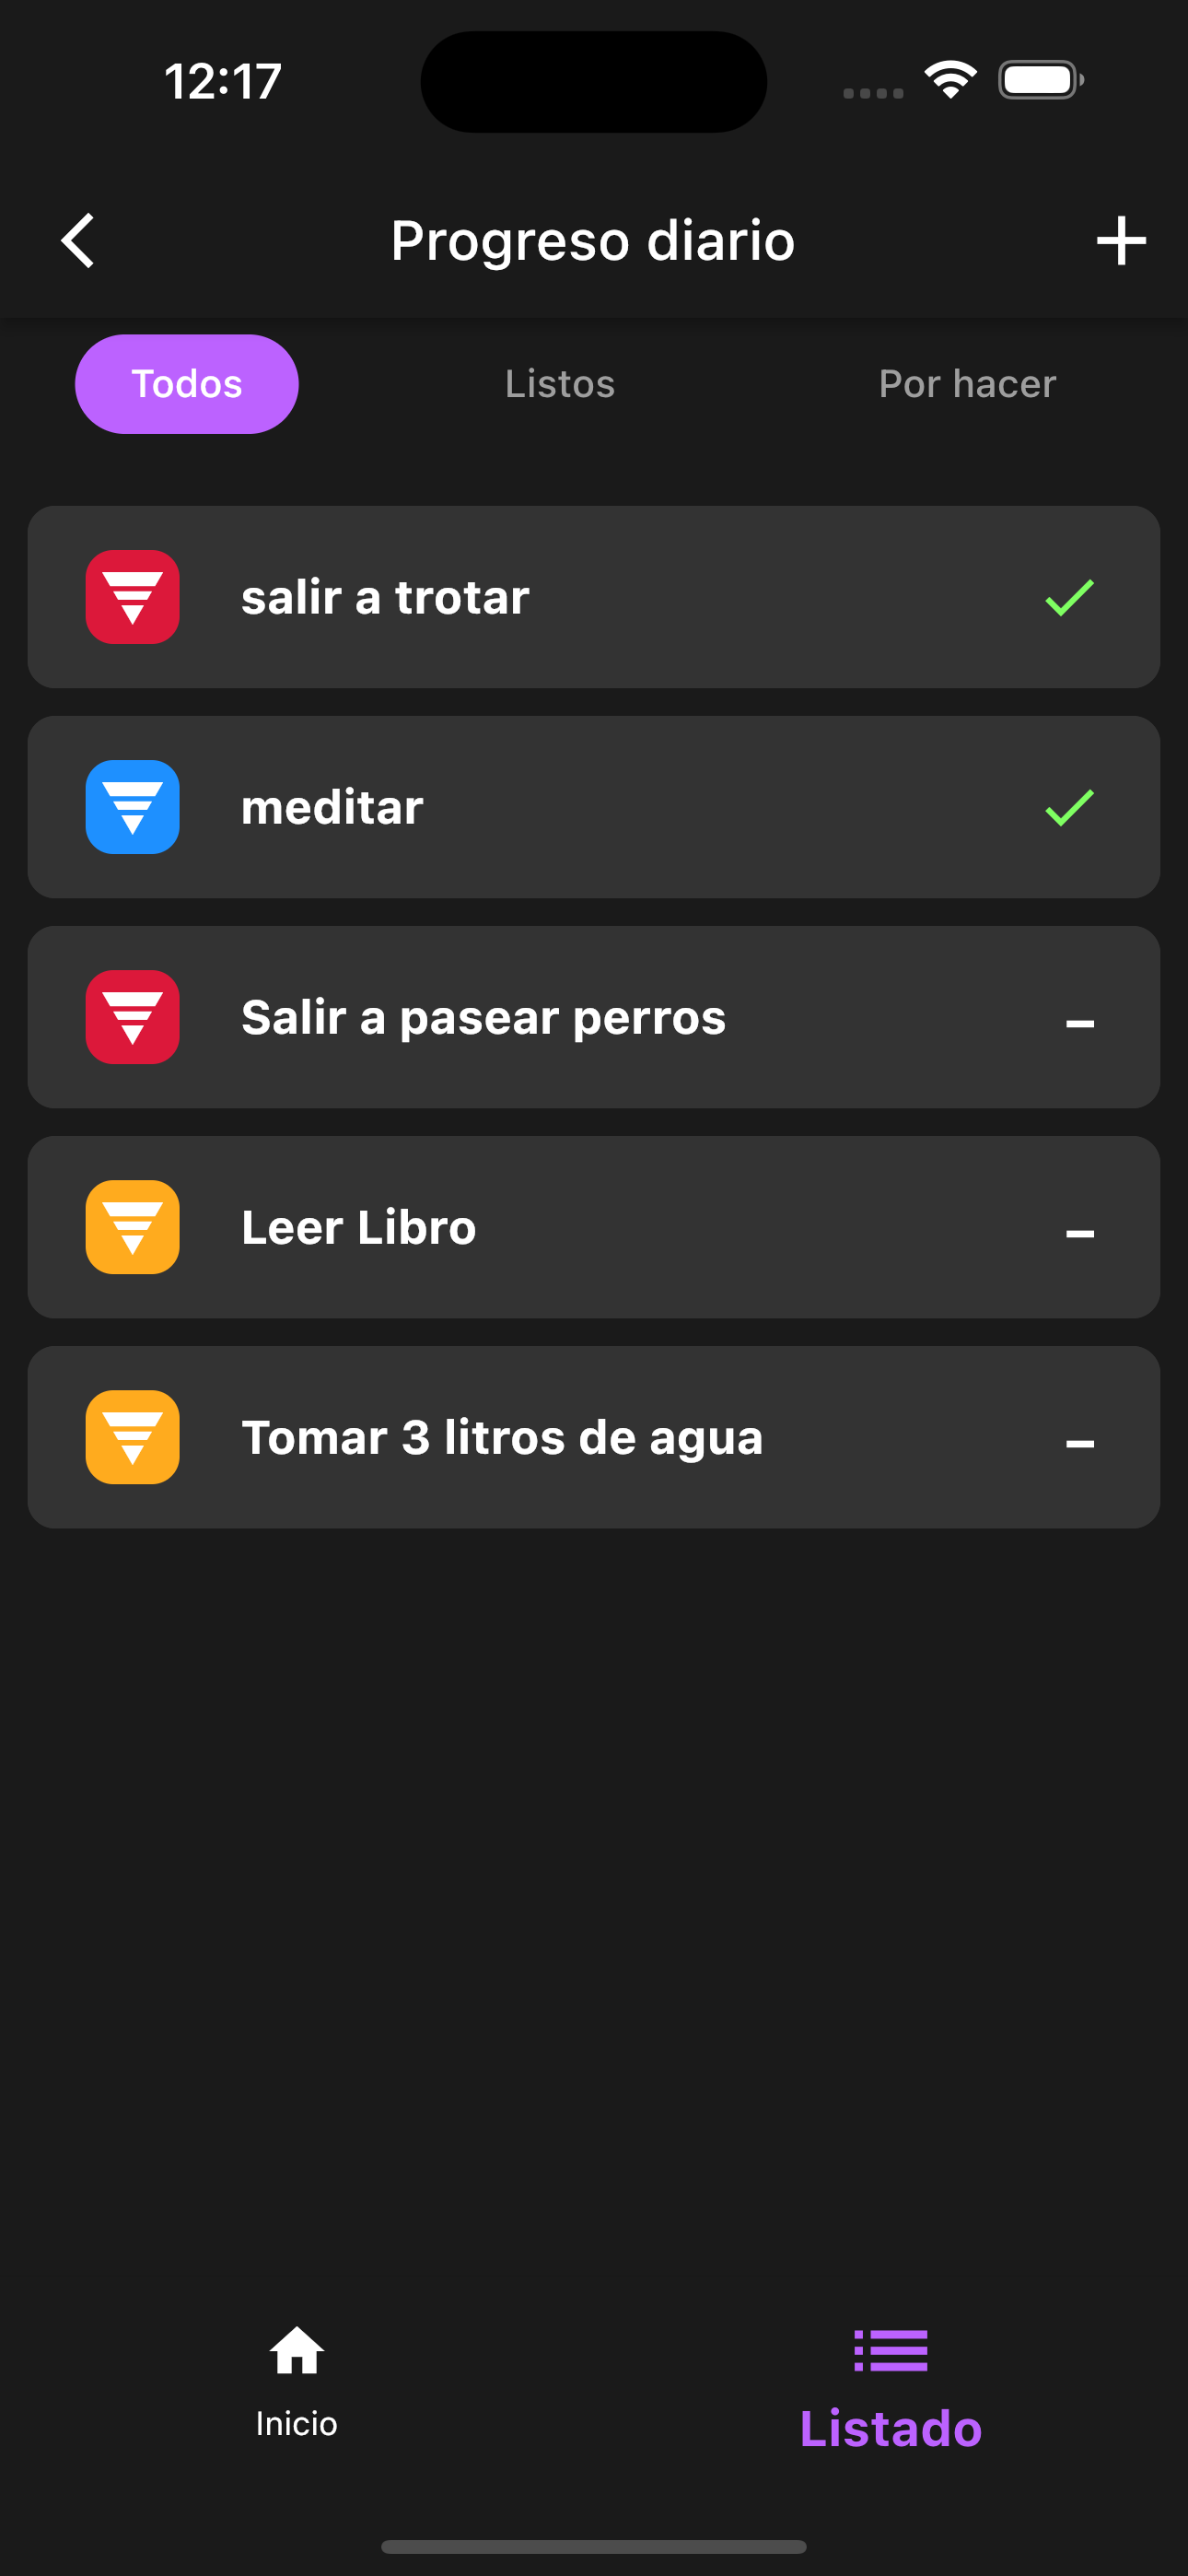 12:17
Progreso diario
Todos
Listos
Por hacer
salir a trotar
meditar
Salir a pasear perros
Leer Libro
Tomar 3 litros de agua
Inicio
Listado